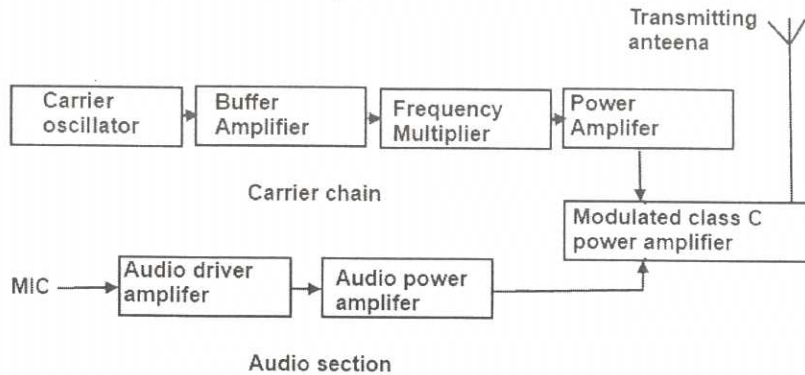 Transmitting
anteena
Carrier
oscillator
Buffer
Amplifier
Frequency
Multiplier
Power
Amplifer
Carrier chain
Modulated class C
power amplifier
MIC
Audio driver
amplifer
Audio power
amplifer
Audio section